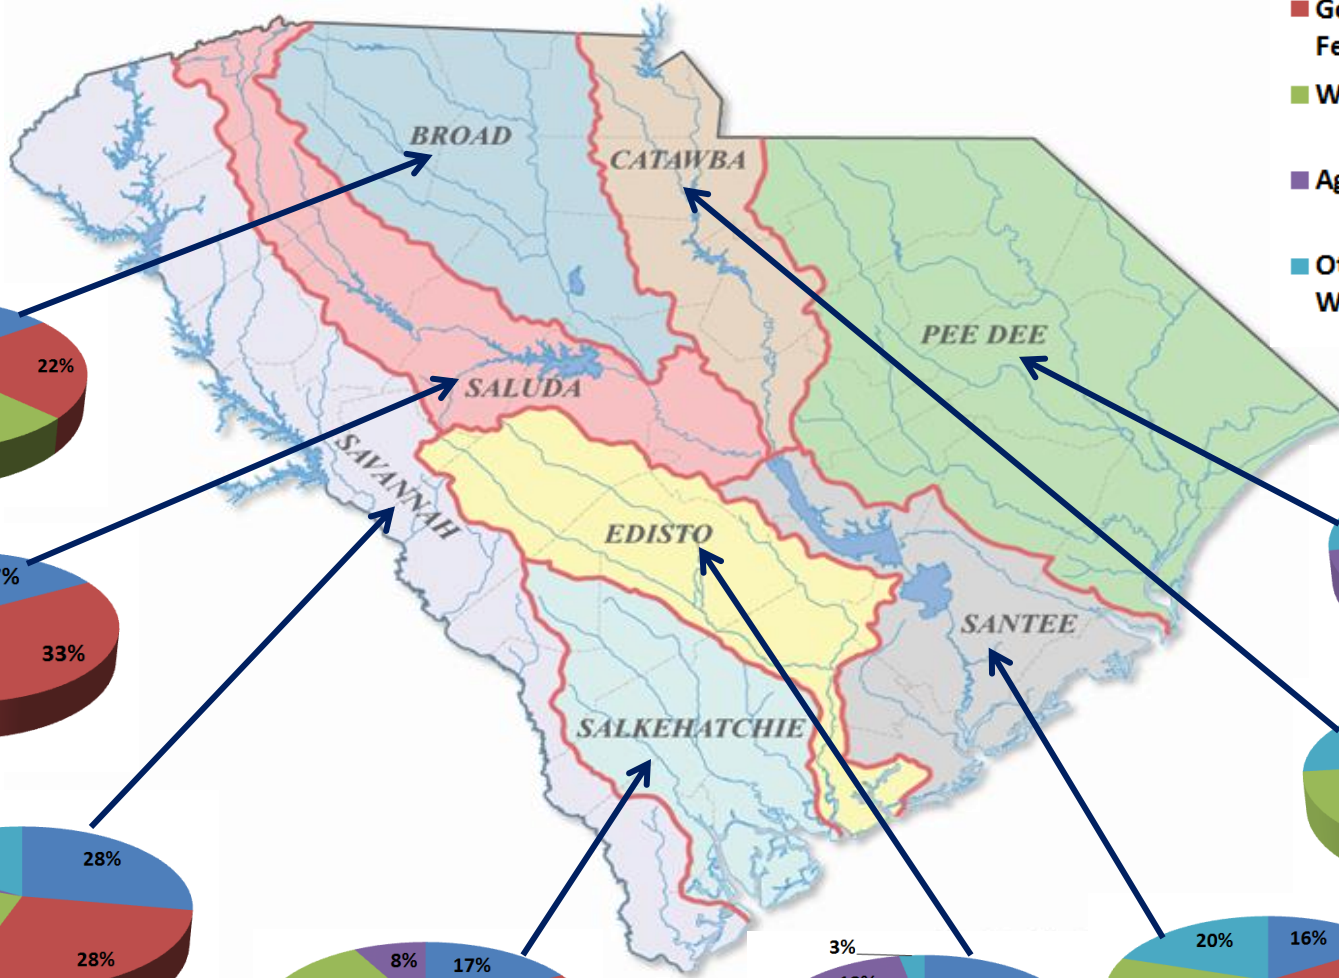 BROAD
CATAWBA
PEE DEE
SALUDA
SAVANNAH
EDISTO
SANTEE
SALKEHATCHIE
22%
33%
28%
28%
8%
17%
3%
20%
16%